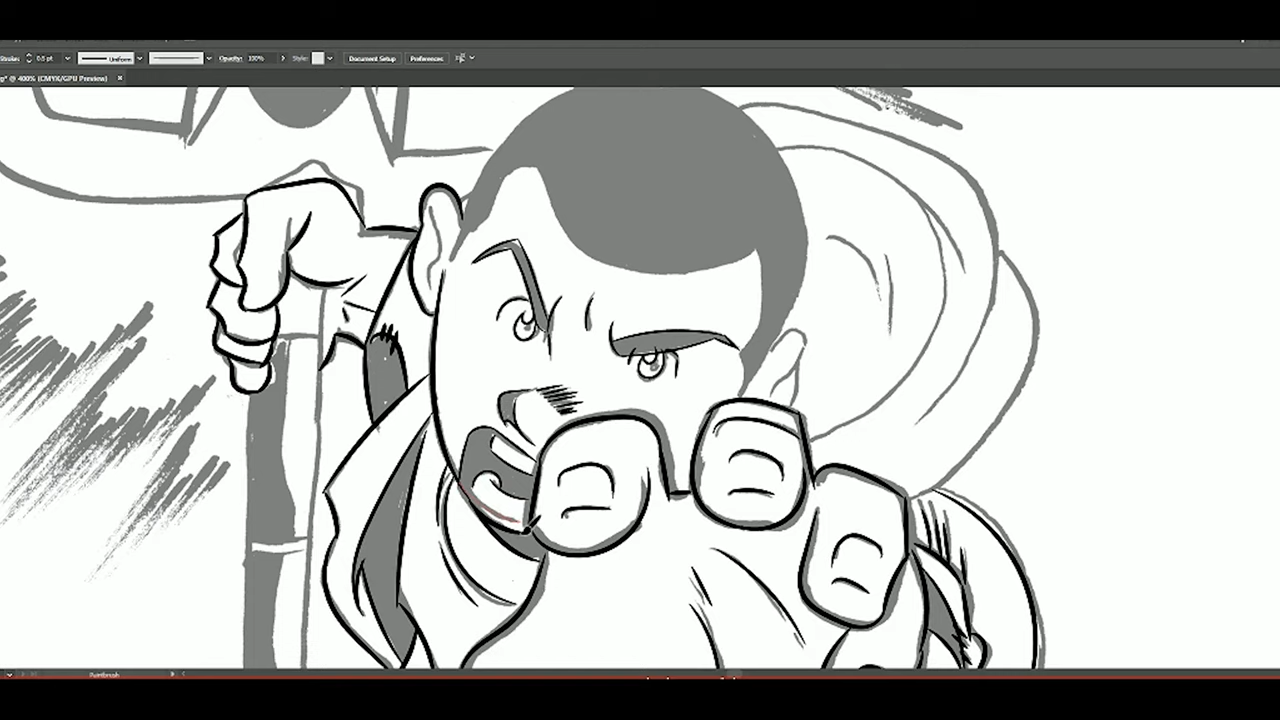 Stroke: 0.5 pt Uniform Opacity: 100% Style: Document Setup Preferences
@ 400% (CMYK/GPU Preview) ×
Paintbrush